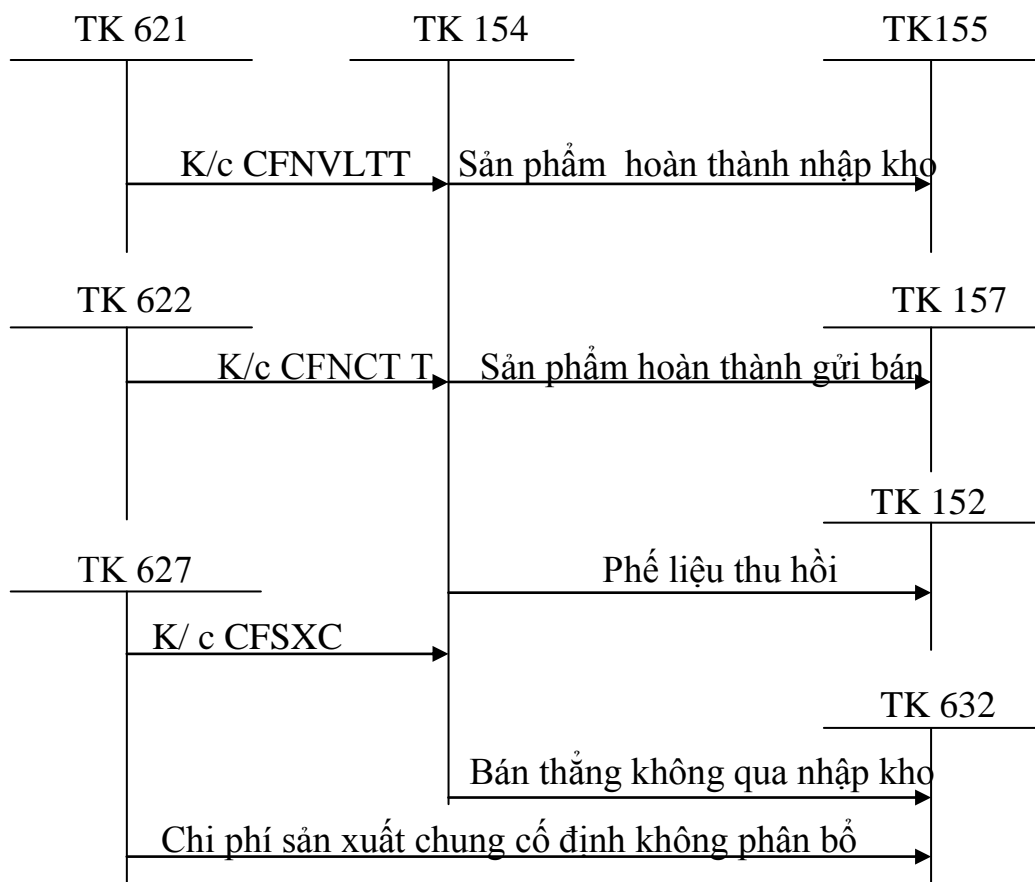 TK 621 TK 154 TK155
K/c CFNVLTT Sản phẩm hoàn thành nhập kho
TK 622 TK 157
K/c CFNCT T Sản phẩm hoàn thành gửi bán
TK 152
TK 627 Phế liệu thu hồi
K/ c CFSXC
TK 632
Bán thẳng không qua nhập kho
Chi phí sản xuất chung cố định không phân bổ